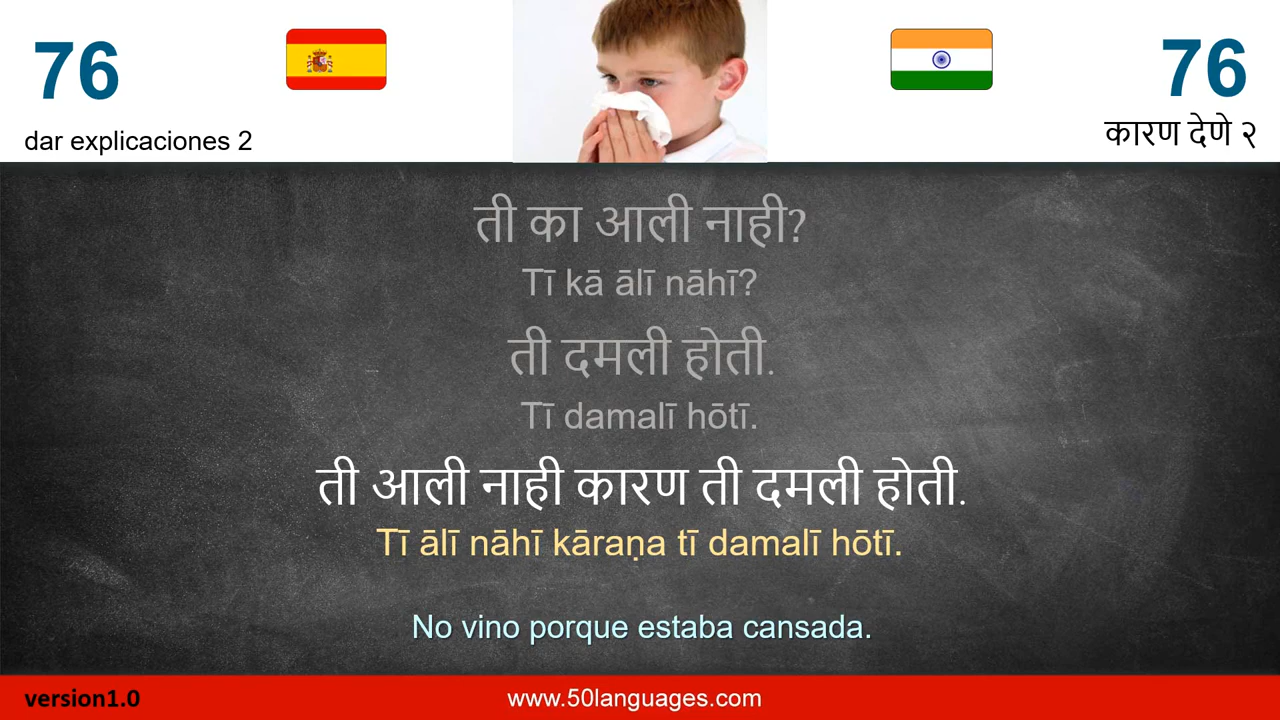 76
76
dar explicaciones 2
कारण देणे २
ती का आली नाही?
Tī kā ālī nāhī?
ती दमली होती.
Tī damalī hōtī.
ती आली नाही कारण ती दमली होती.
Tī ālī nāhī kāraṇa tī damalī hōtī.
No vino porque estaba cansada.
version1.0
www.50languages.com